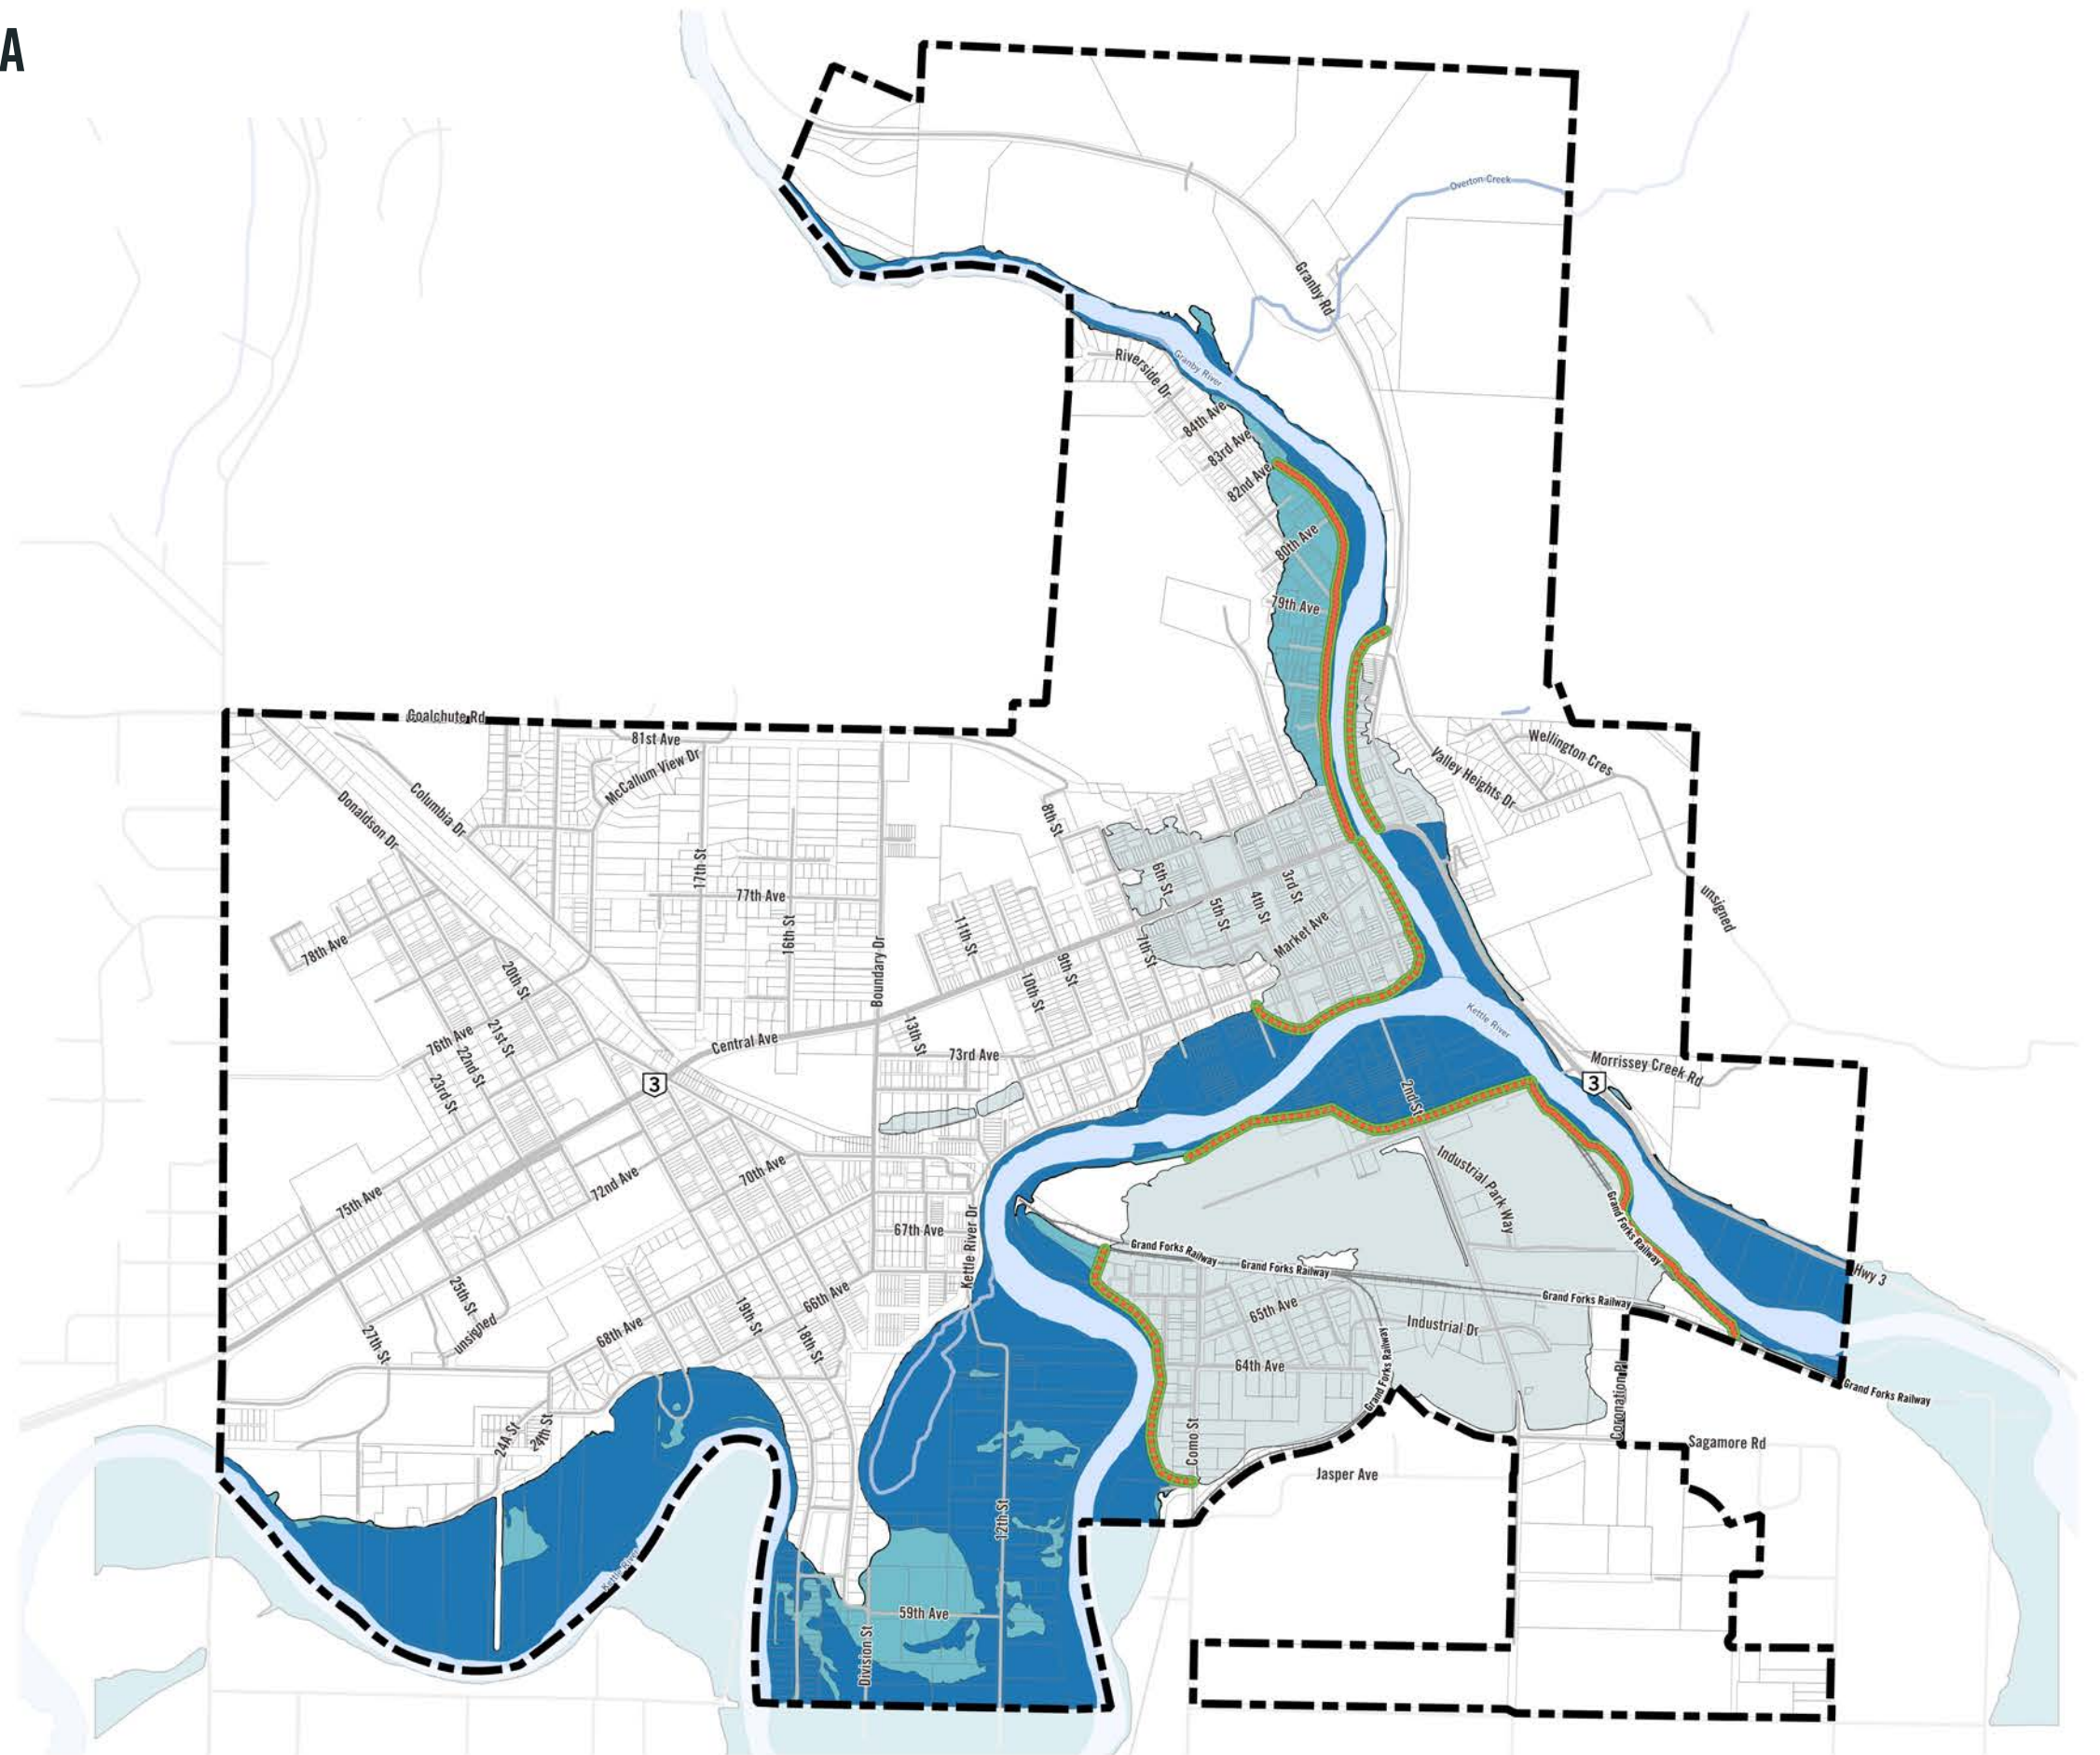 A
Overton Creek
Granby Rd
Granby River
Riverside Dr
84th Ave
83rd Ave
82nd Ave
80th Ave
79th Ave
Coalchute Rd
81st Ave
McCallum View Dr
Columbia Dr
Donaldson Dr
Wellington Cres
Valley Heights Dr
8th St
17th St
77th Ave
16th St
6th St
3rd St
4th St
5th St
Market Ave
unsigned
78th Ave
20th St
Boundary Dr
11th St
9th St
10th St
7th St
76th Ave
21st St
22nd St
23rd St
Central Ave
13th St
73rd Ave
Kettle River
Morrissey Creek Rd
3
3
2nd St
75th Ave
72nd Ave
70th Ave
67th Ave
Kettle River Dr
Industrial Park Way
Grand Forks Railway
Grand Forks Railway
Grand Forks Railway
Grand Forks Railway
Hwy 3
25th St
unsigned
27th St
68th Ave
19th St
18th St
66th Ave
65th Ave
Industrial Dr
64th Ave
Grand Forks Railway
Coronation Pl
Grand Forks Railway
24A St
24th St
Como St
Sagamore Rd
Jasper Ave
12th St
Kettle River
59th Ave
Division St